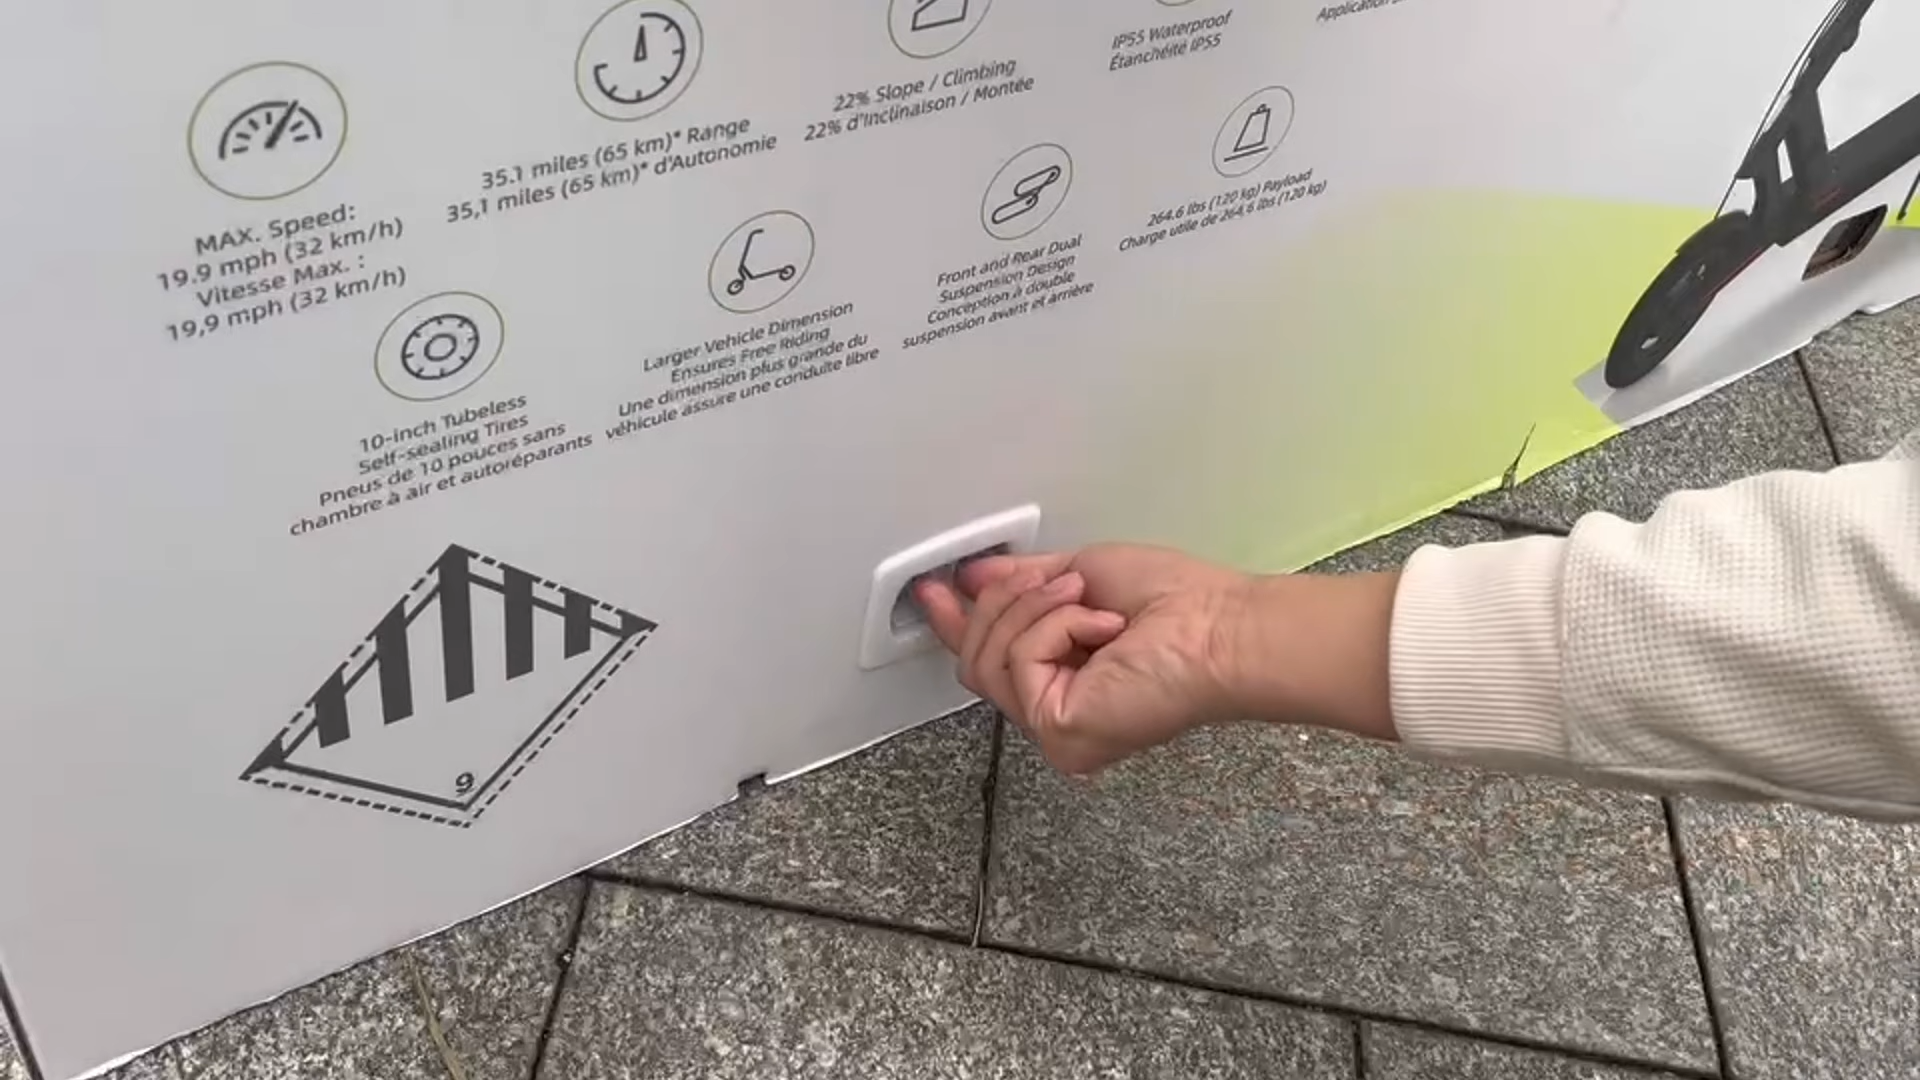 MAX. Speed:
19.9 mph (32 km/h)
Vitesse Max. :
19,9 mph (32 km/h)
35.1 miles (65 km)* Range
35,1 miles (65 km)* d'Autonomie
22% Slope / Climbing
22% d'Inclinaison / Montée
IP55 Waterproof
Étanchéité IP55
Application
10-inch Tubeless
Self-sealing Tires
Pneus de 10 pouces sans
chambre à air et autoréparants
Larger Vehicle Dimension
Ensures Free Riding
Une dimension plus grande du
véhicule assure une conduite libre
Front and Rear Dual
Suspension Design
Conception à double
suspension avant et arrière
264.6 lbs (120 kg) Payload
Charge utile de 264,6 lbs (120 kg)
9